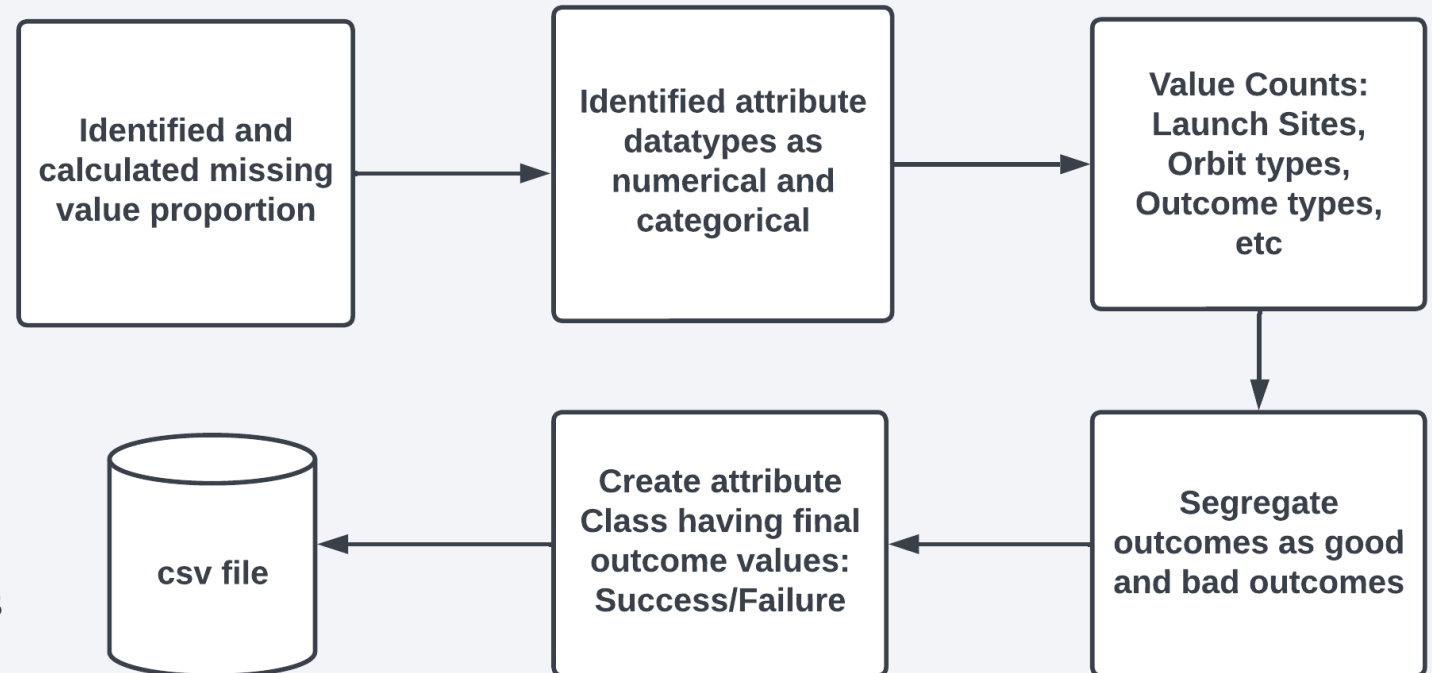 Identified and
calculated missing
value proportion
Identified attribute
datatypes as
numerical and
categorical
Value Counts:
Launch Sites,
Orbit types,
Outcome types,
etc
Segregate
outcomes as good
and bad outcomes
Create attribute
Class having final
outcome values:
Success/Failure
csv file